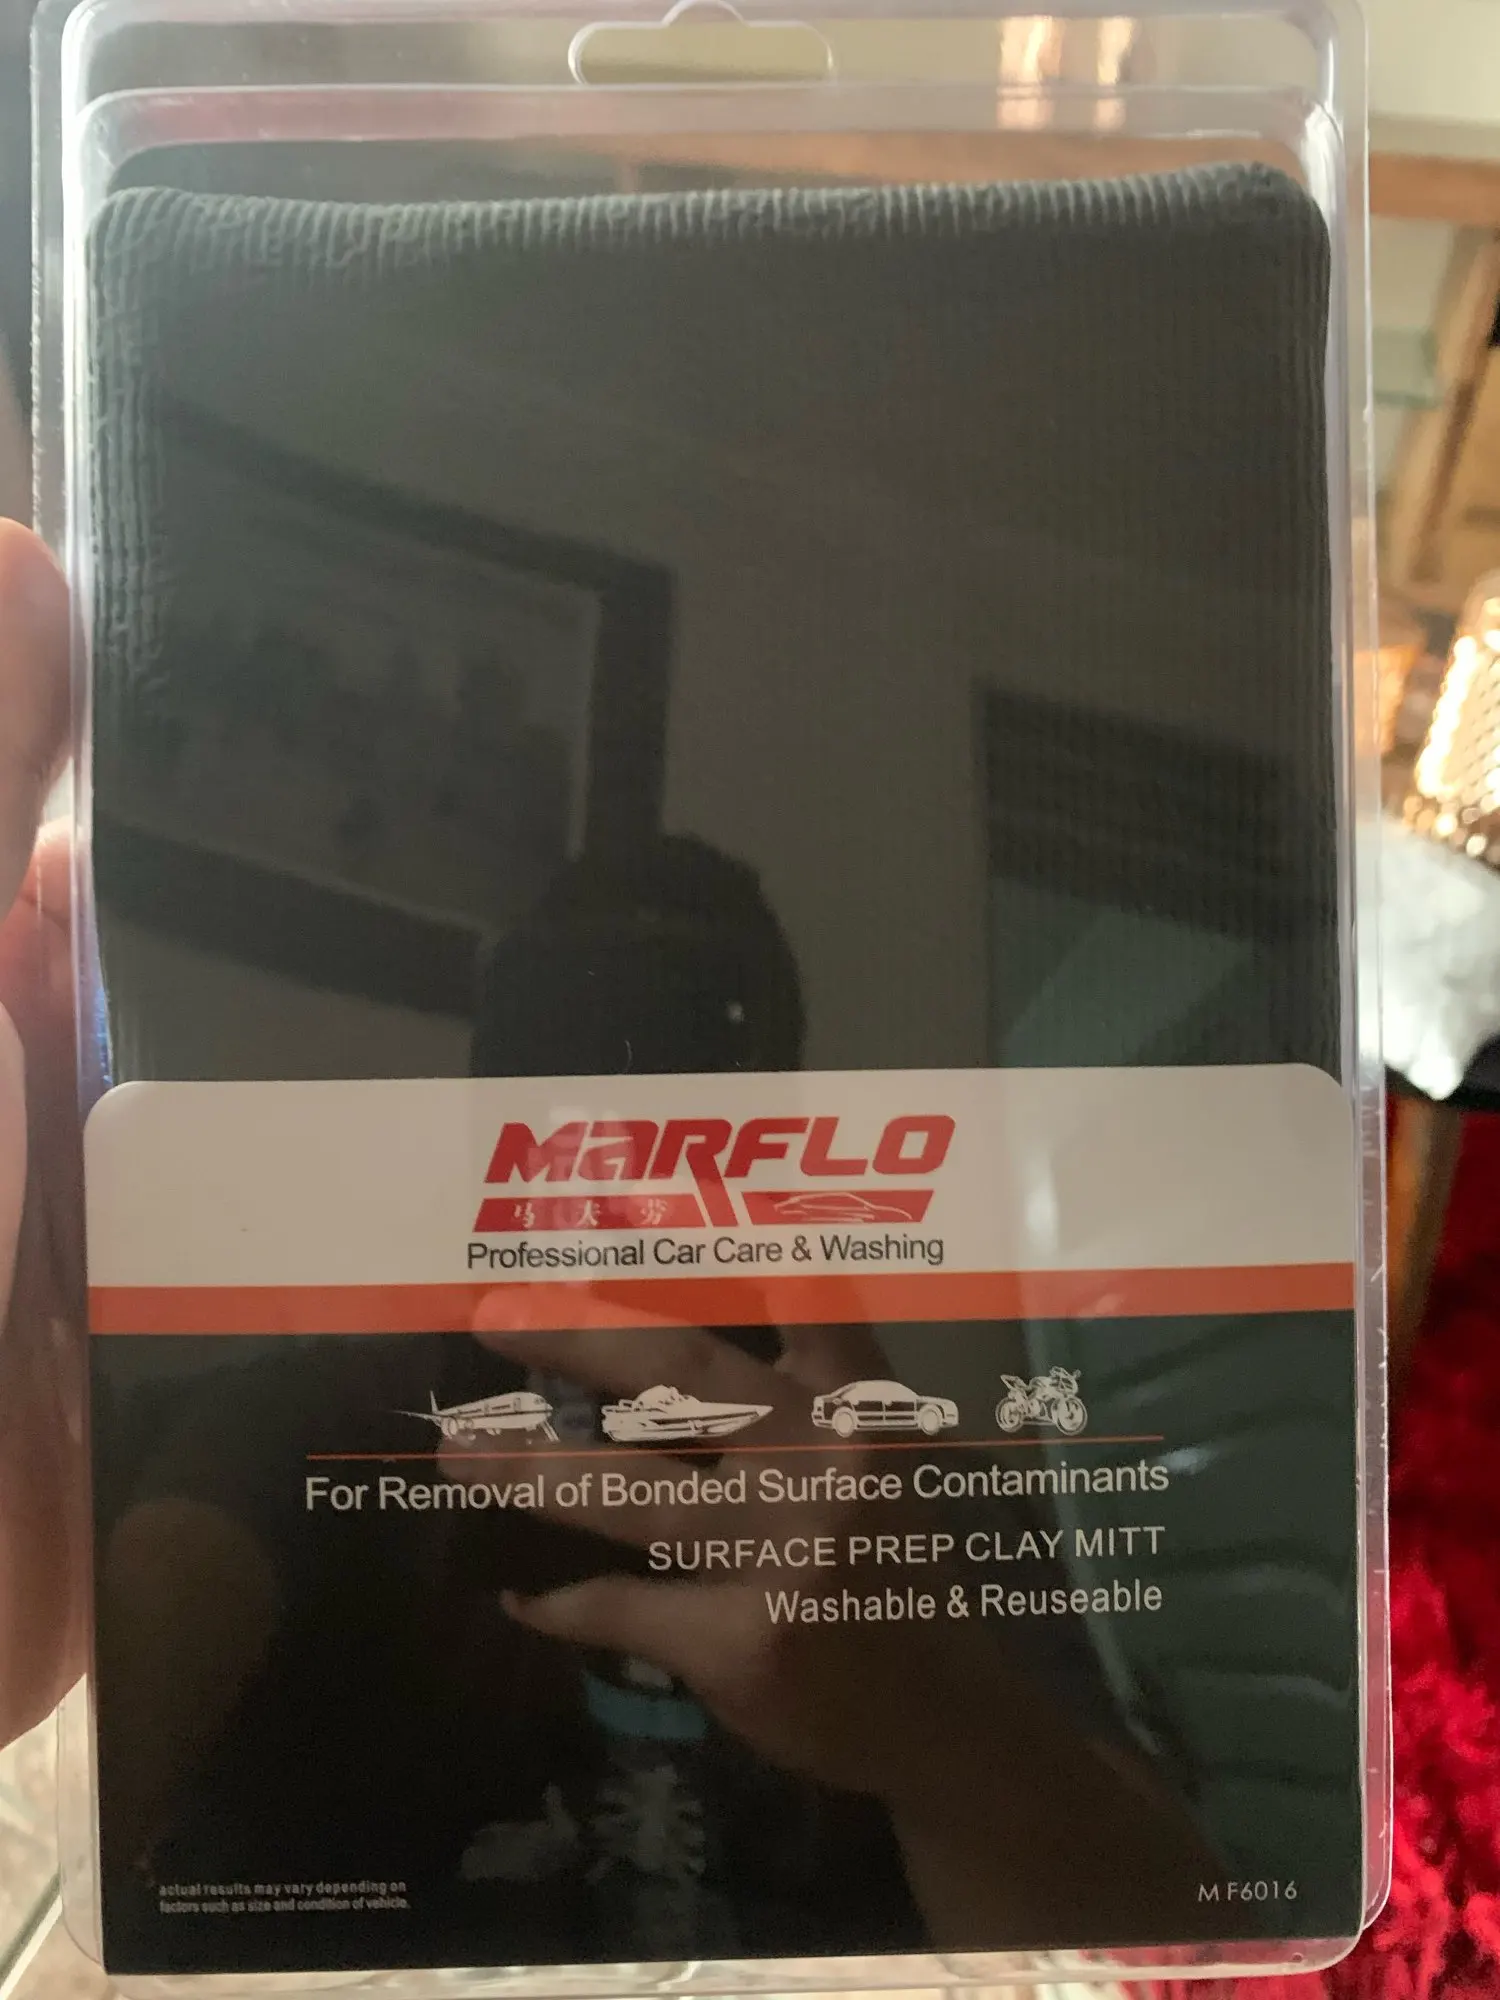 MARFLO
马夫劳
Professional Car Care & Washing
For Removal of Bonded Surface Contaminants
SURFACE PREP CLAY MITT
Washable & Reuseable
actual results may vary depending on
factors such as size and condition of vehicle.
MF6016